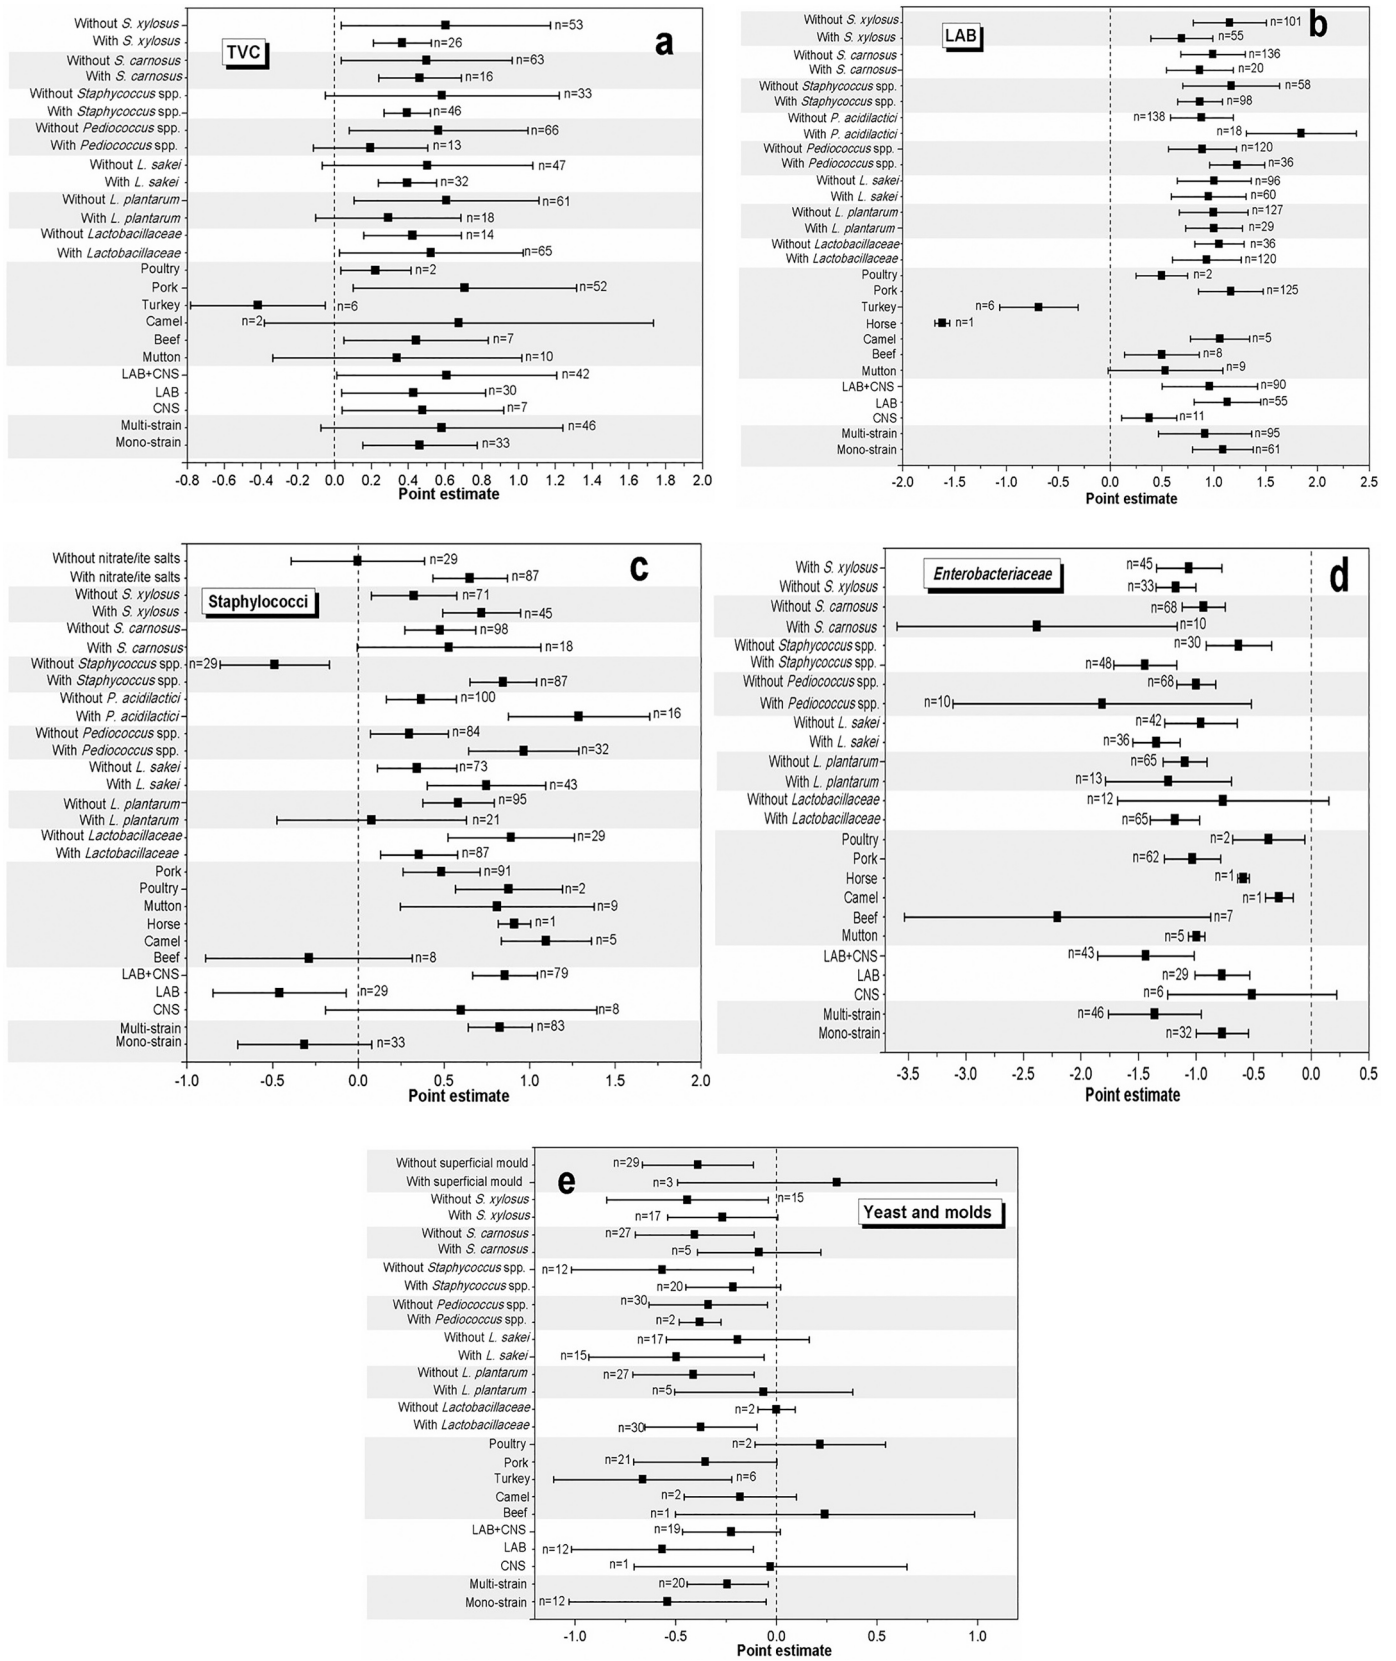 a
TVC
Without S. xylosus n=53
With S. xylosus n=26
Without S. carnosus n=63
With S. carnosus n=16
Without Staphycoccus spp. n=33
With Staphycoccus spp. n=46
Without Pediococcus spp. n=66
With Pediococcus spp. n=13
Without L. sakei n=47
With L. sakei n=32
Without L. plantarum n=61
With L. plantarum n=18
Without Lactobacillaceae n=14
With Lactobacillaceae n=65
Poultry n=2
Pork n=52
Turkey n=6
Camel n=2
Beef n=7
Mutton n=10
LAB+CNS n=42
LAB n=30
CNS n=7
Multi-strain n=46
Mono-strain n=33
-0.8 -0.6 -0.4 -0.2 0.0 0.2 0.4 0.6 0.8 1.0 1.2 1.4 1.6 1.8 2.0
Point estimate
b
LAB
Without S. xylosus n=101
With S. xylosus n=55
Without S. carnosus n=136
With S. carnosus n=20
Without Staphycoccus spp. n=58
With Staphycoccus spp. n=98
Without P. acidilactici n=138
With P. acidilactici n=18
Without Pediococcus spp. n=120
With Pediococcus spp. n=36
Without L. sakei n=96
With L. sakei n=60
Without L. plantarum n=127
With L. plantarum n=29
Without Lactobacillaceae n=36
With Lactobacillaceae n=120
Poultry n=2
Pork n=125
Turkey n=6
Horse n=1
Camel n=5
Beef n=8
Mutton n=9
LAB+CNS n=90
LAB n=55
CNS n=11
Multi-strain n=95
Mono-strain n=61
-2.0 -1.5 -1.0 -0.5 0.0 0.5 1.0 1.5 2.0 2.5
Point estimate
c
Staphylococci
Without nitrate/ite salts n=29
With nitrate/ite salts n=87
Without S. xylosus n=71
With S. xylosus n=45
Without S. carnosus n=98
With S. carnosus n=18
Without Staphycoccus spp. n=29
With Staphycoccus spp. n=87
Without P. acidilactici n=100
With P. acidilactici n=16
Without Pediococcus spp. n=84
With Pediococcus spp. n=32
Without L. sakei n=73
With L. sakei n=43
Without L. plantarum n=95
With L. plantarum n=21
Without Lactobacillaceae n=29
With Lactobacillaceae n=87
Pork n=91
Poultry n=2
Mutton n=9
Horse n=1
Camel n=5
Beef n=8
LAB+CNS n=79
LAB n=29
CNS n=8
Multi-strain n=83
Mono-strain n=33
-1.0 -0.5 0.0 0.5 1.0 1.5 2.0
Point estimate
d
Enterobacteriaceae
With S. xylosus n=45
Without S. xylosus n=33
Without S. carnosus n=68
With S. carnosus n=10
Without Staphycoccus spp. n=30
With Staphycoccus spp. n=48
Without Pediococcus spp. n=68
With Pediococcus spp. n=10
Without L. sakei n=42
With L. sakei n=36
Without L. plantarum n=65
With L. plantarum n=13
Without Lactobacillaceae n=12
With Lactobacillaceae n=65
Poultry n=2
Pork n=62
Horse n=1
Camel n=1
Beef n=7
Mutton n=5
LAB+CNS n=43
LAB n=29
CNS n=6
Multi-strain n=46
Mono-strain n=32
-3.5 -3.0 -2.5 -2.0 -1.5 -1.0 -0.5 0.0 0.5
Point estimate
e
Yeast and molds
Without superficial mould n=29
With superficial mould n=3
Without S. xylosus n=15
With S. xylosus n=17
Without S. carnosus n=27
With S. carnosus n=5
Without Staphycoccus spp. n=12
With Staphycoccus spp. n=20
Without Pediococcus spp. n=30
With Pediococcus spp. n=2
Without L. sakei n=17
With L. sakei n=15
Without L. plantarum n=27
With L. plantarum n=5
Without Lactobacillaceae n=2
With Lactobacillaceae n=30
Poultry n=2
Pork n=21
Turkey n=6
Camel n=2
Beef n=1
LAB+CNS n=19
LAB n=12
CNS n=1
Multi-strain n=20
Mono-strain n=12
-1.0 -0.5 0.0 0.5 1.0
Point estimate